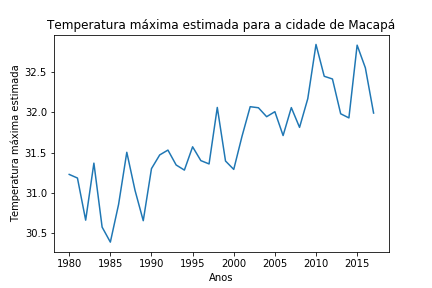 Temperatura máxima estimada para a cidade de Macapá
Temperatura máxima estimada
32.5
32.0
31.5
31.0
30.5
1980 1985 1990 1995 2000 2005 2010 2015
Anos